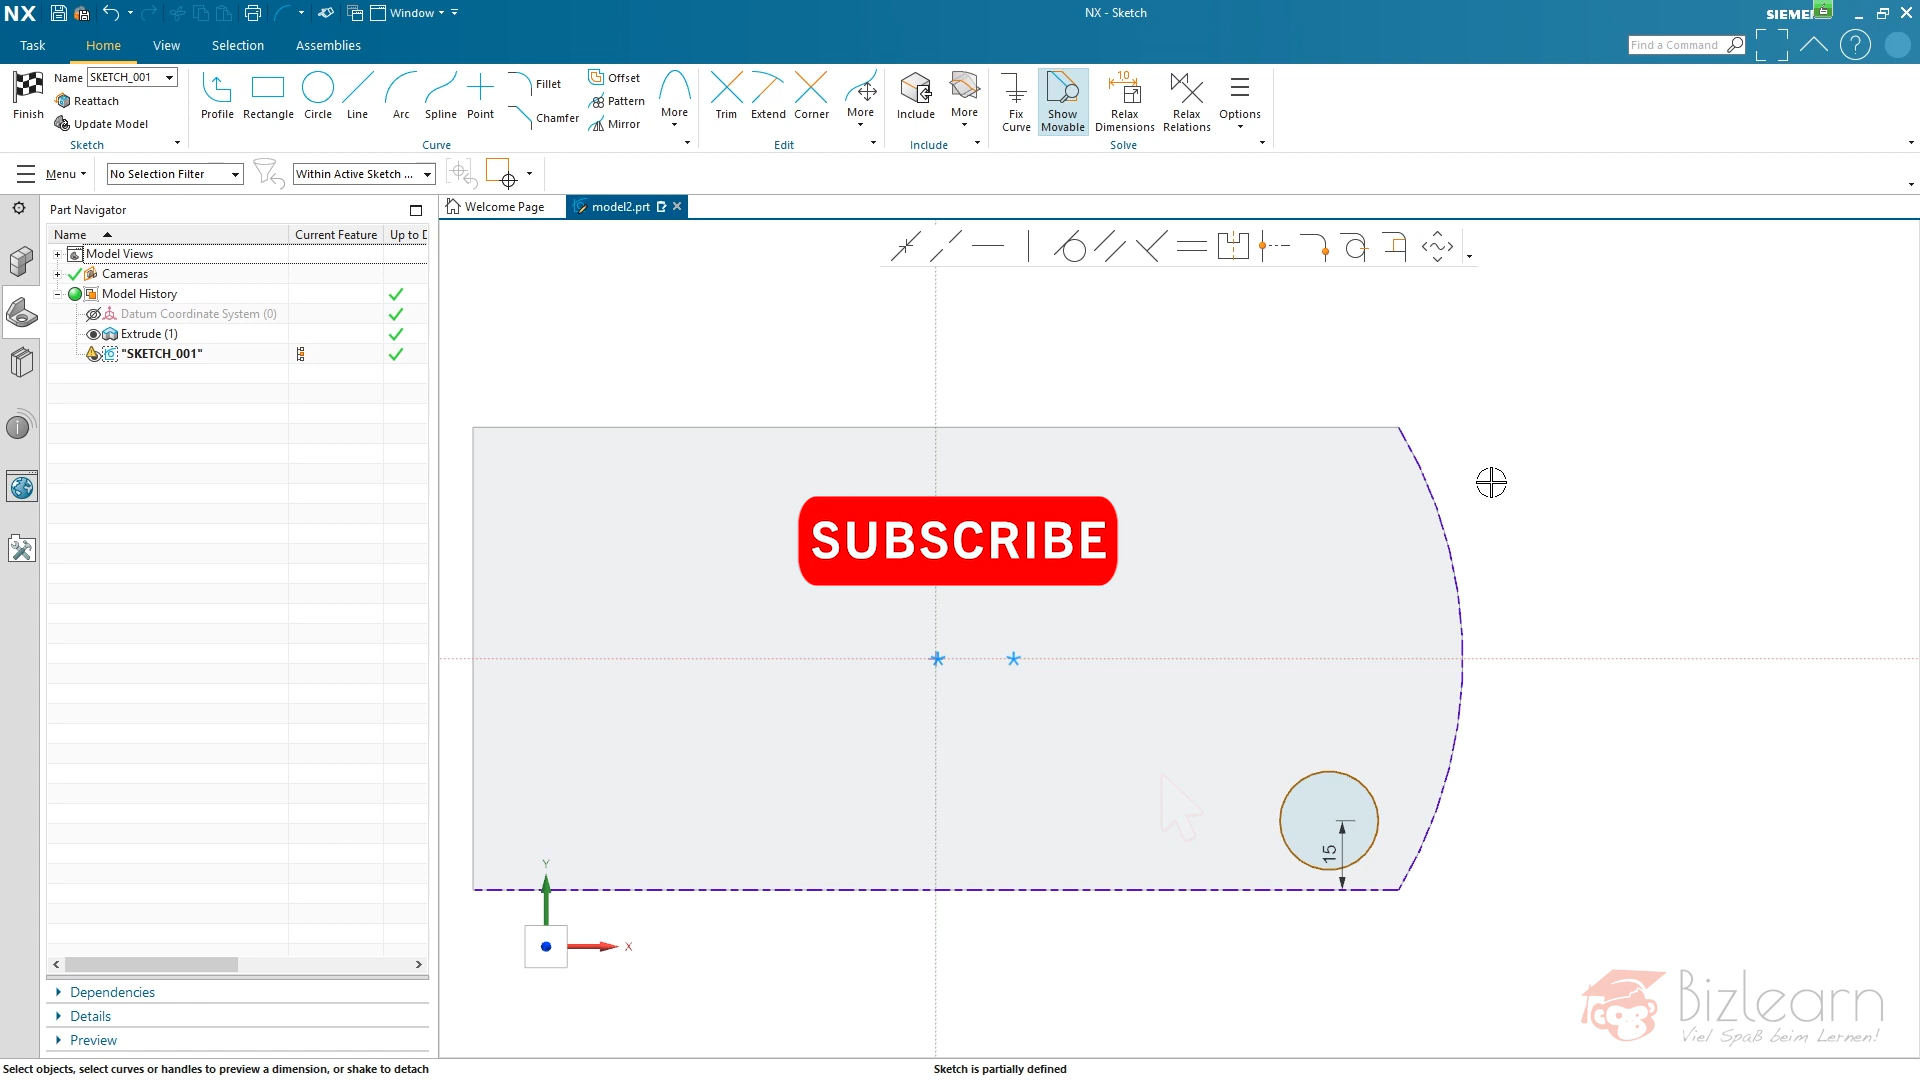 NX
Window
NX - Sketch
SIEME
Task
Home
View
Selection
Assemblies
Find a Command
Finish
Name
SKETCH_001
Reattach
Update Model
Sketch
Profile
Rectangle
Circle
Line
Arc
Spline
Point
Fillet
Chamfer
Offset
Pattern
Mirror
More
Curve
Trim
Extend
Corner
More
Edit
Include
More
Include
Fix Curve
Show Movable
1,0
Relax Dimensions
Relax Relations
Options
Solve
Menu
No Selection Filter
Within Active Sketch ...
Part Navigator
Welcome Page
model2.prt
Name
Current Feature
Up to D
Model Views
Cameras
Model History
Datum Coordinate System (0)
Extrude (1)
"SKETCH_001"
SUBSCRIBE
15
Y
X
Dependencies
Details
Preview
Bizlearn
Viel Spaß beim Lernen!
Select objects, select curves or handles to preview a dimension, or shake to detach
Sketch is partially defined